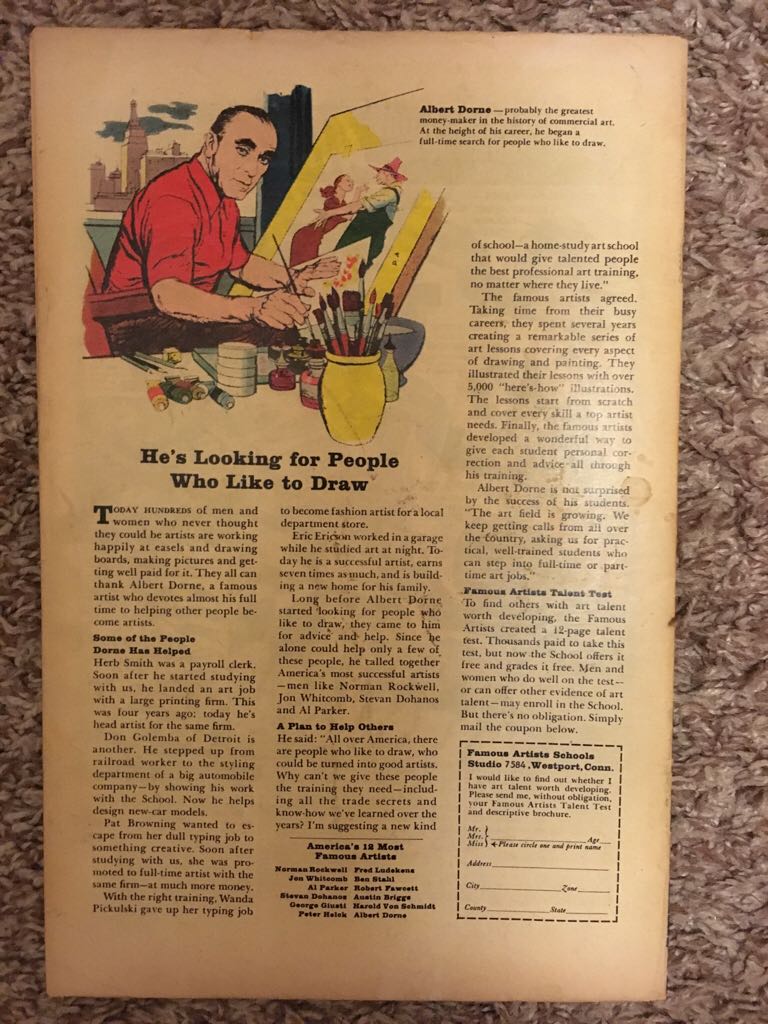 Albert Dorne — probably the greatest
money-maker in the history of commercial art.
At the height of his career, he began a
full-time search for people who like to draw.
He's Looking for People
Who Like to Draw
TODAY HUNDREDS of men and
women who never thought
they could be artists are working
happily at easels and drawing
boards, making pictures and get-
ting well paid for it. They all can
thank Albert Dorne, a famous
artist who devotes almost his full
time to helping other people be-
come artists.
Some of the People
Dorne Has Helped
Herb Smith was a payroll clerk.
Soon after he started studying
with us, he landed an art job
with a large printing firm. This
was four years ago: today he's
head artist for the same firm.
Don Golemba of Detroit is
another. He stepped up from
railroad worker to the styling
department of a big automobile
company—by showing his work
with the School. Now he helps
design new-car models.
Pat Browning wanted to es-
cape from her dull typing job to
something creative. Soon after
studying with us, she was pro-
moted to full-time artist with the
same firm—at much more money.
With the right training, Wanda
Pickulski gave up her typing job
to become fashion artist for a local
department store.
Eric Ericson worked in a garage
while he studied art at night. To-
day he is a successful artist, earns
seven times as much, and is build-
ing a new home for his family.
Long before Albert Dorne
started looking for people who
like to draw, they came to him
for advice and help. Since he
alone could help only a few of
these people, he talled together
America's most successful artists
—men like Norman Rockwell,
Jon Whitcomb, Stevan Dohanos
and Al Parker.
A Plan to Help Others
He said: "All over America, there
are people who like to draw, who
could be turned into good artists.
Why can't we give these people
the training they need—includ-
ing all the trade secrets and
know-how we've learned over the
years? I'm suggesting a new kind
America's 12 Most
Famous Artists
Norman Rockwell Fred Ludekens
Jon Whitcomb Ben Stahl
Al Parker Robert Fawcett
Stevan Dohanos Austin Briggs
George Giusti Harold Von Schmidt
Peter Helck Albert Dorne
of school—a home-study art school
that would give talented people
the best professional art training,
no matter where they live."
The famous artists agreed.
Taking time from their busy
careers, they spent several years
creating a remarkable series of
art lessons covering every aspect
of drawing and painting. They
illustrated their lessons with over
5,000 "here's-how" illustrations.
The lessons start from scratch
and cover every skill a top artist
needs. Finally, the famous artists
developed a wonderful way to
give each student personal cor-
rection and advice all through
his training.
Albert Dorne is not surprised
by the success of his students.
"The art field is growing. We
keep getting calls from all over
the country, asking us for prac-
tical, well-trained students who
can step into full-time or part-
time art jobs."
Famous Artists Talent Test
To find others with art talent
worth developing, the Famous
Artists created a 12-page talent
test. Thousands paid to take this
test, but now the School offers it
free and grades it free. Men and
women who do well on the test—
or can offer other evidence of art
talent—may enroll in the School.
But there's no obligation. Simply
mail the coupon below.
Famous Artists Schools
Studio 7584, Westport, Conn.
I would like to find out whether I
have art talent worth developing.
Please send me, without obligation,
your Famous Artists Talent Test
and descriptive brochure.
Mr.
Mrs. Age
Miss Please circle one and print name
Address
City Zone
County State